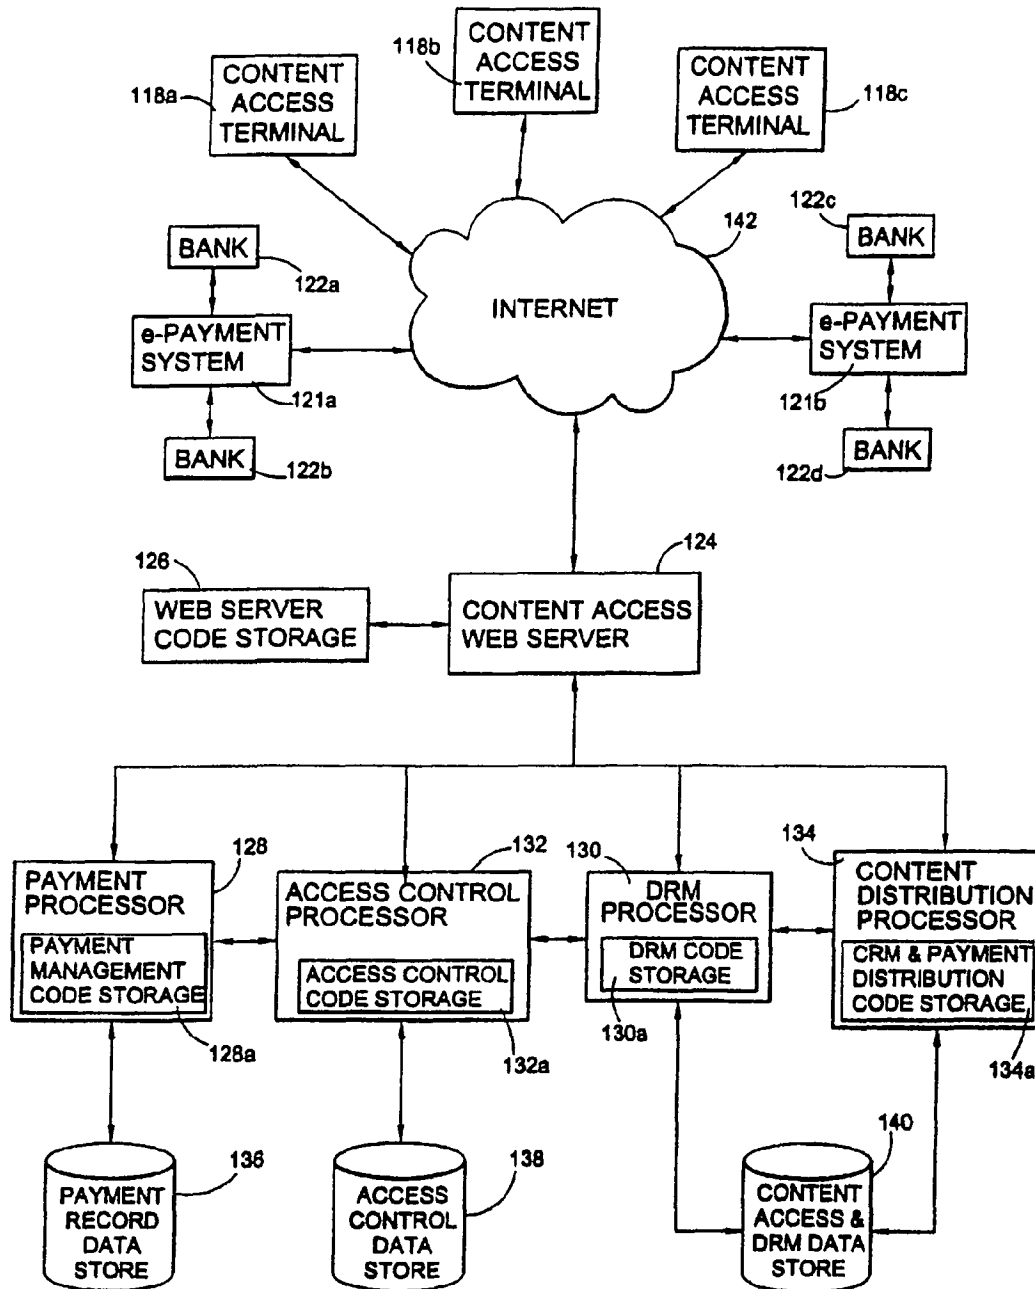 CONTENT
ACCESS
TERMINAL
118b
CONTENT
ACCESS
TERMINAL
118a
CONTENT
ACCESS
TERMINAL
118c
142
INTERNET
BANK
122a
e-PAYMENT
SYSTEM
121a
BANK
122b
122c
BANK
e-PAYMENT
SYSTEM
121b
BANK
122d
126
WEB SERVER
CODE STORAGE
124
CONTENT ACCESS
WEB SERVER
128
PAYMENT
PROCESSOR
PAYMENT
MANAGEMENT
CODE STORAGE
128a
132
ACCESS CONTROL
PROCESSOR
ACCESS CONTROL
CODE STORAGE
132a
130
DRM
PROCESSOR
DRM CODE
STORAGE
130a
134
CONTENT
DISTRIBUTION
PROCESSOR
CRM & PAYMENT
DISTRIBUTION
CODE STORAGE
134a
136
PAYMENT
RECORD
DATA
STORE
138
ACCESS
CONTROL
DATA
STORE
140
CONTENT
ACCESS &
DRM DATA
STORE